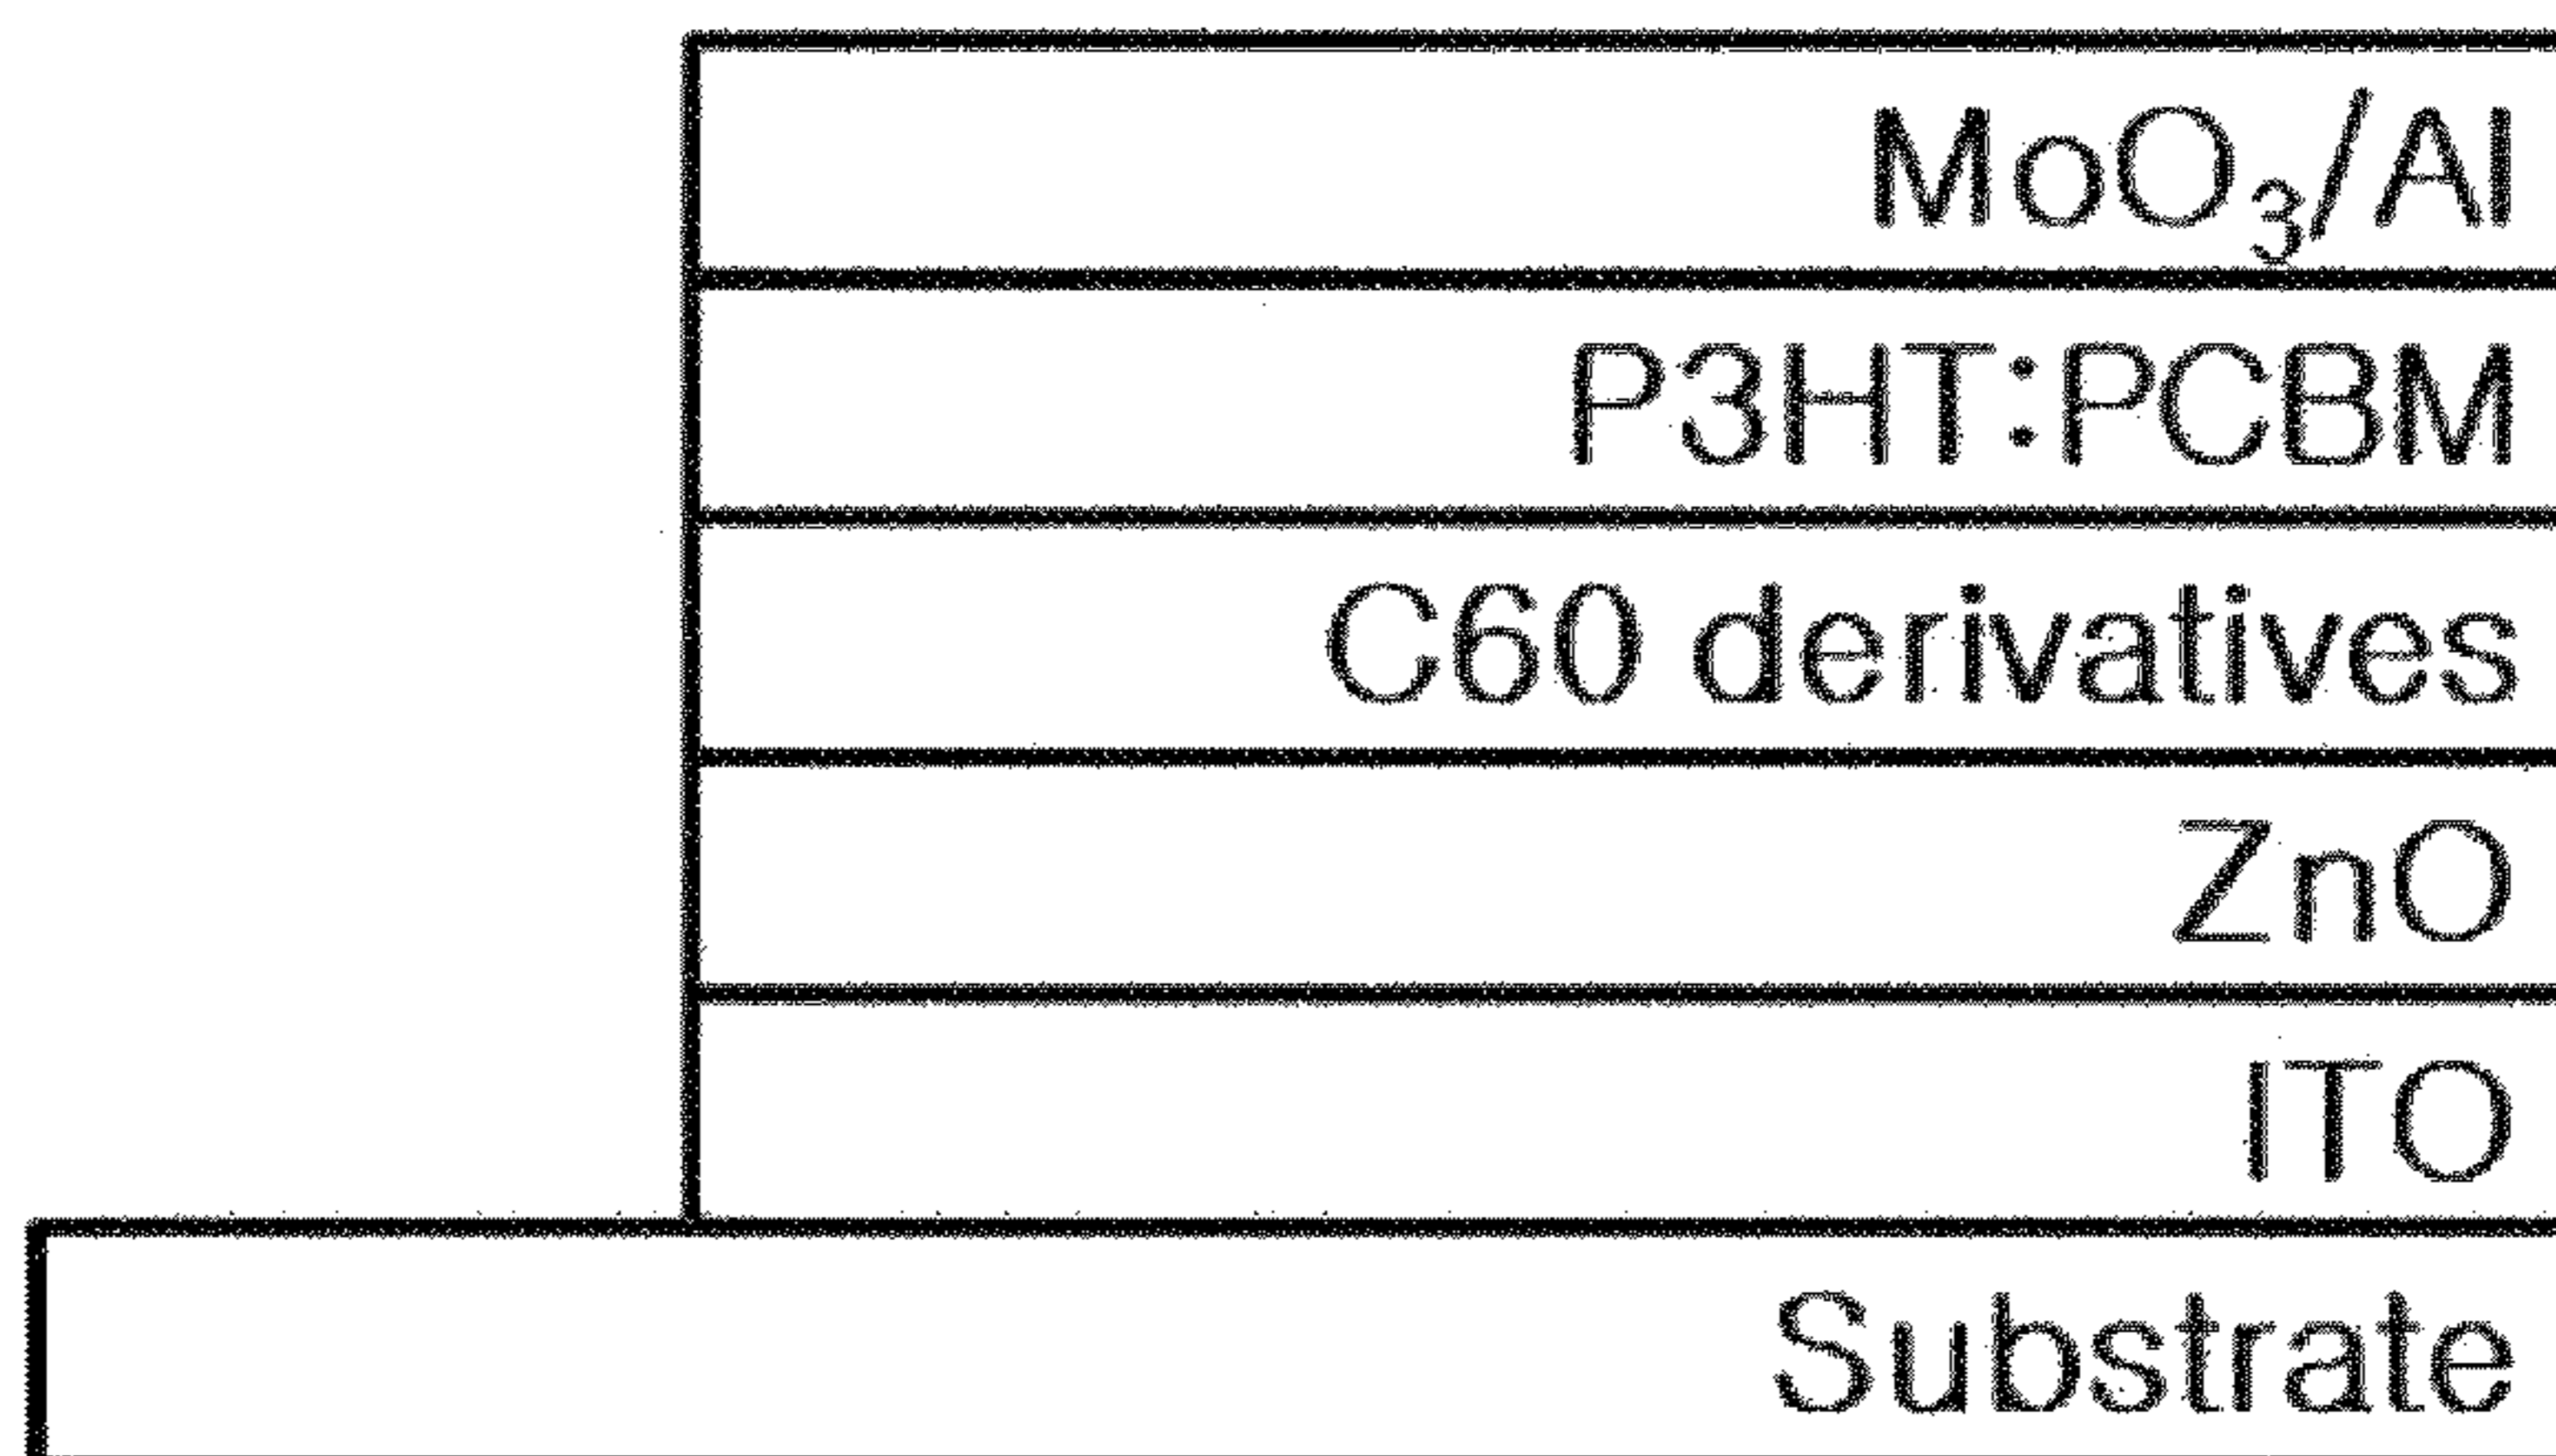 MoO₃/Al
P3HT:PCBM
C60 derivatives
ZnO
ITO
Substrate